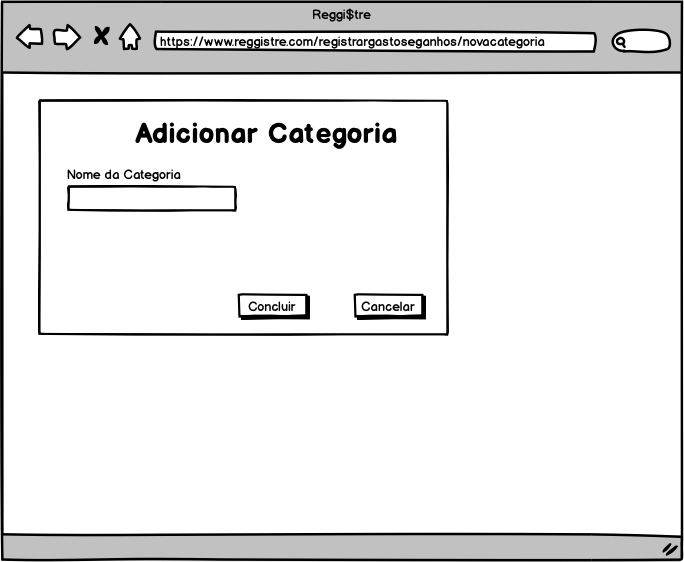 Reggi$tre
https://www.reggistre.com/registrargastoseganhos/novacategoria
Adicionar Categoria
Nome da Categoria
Concluir
Cancelar